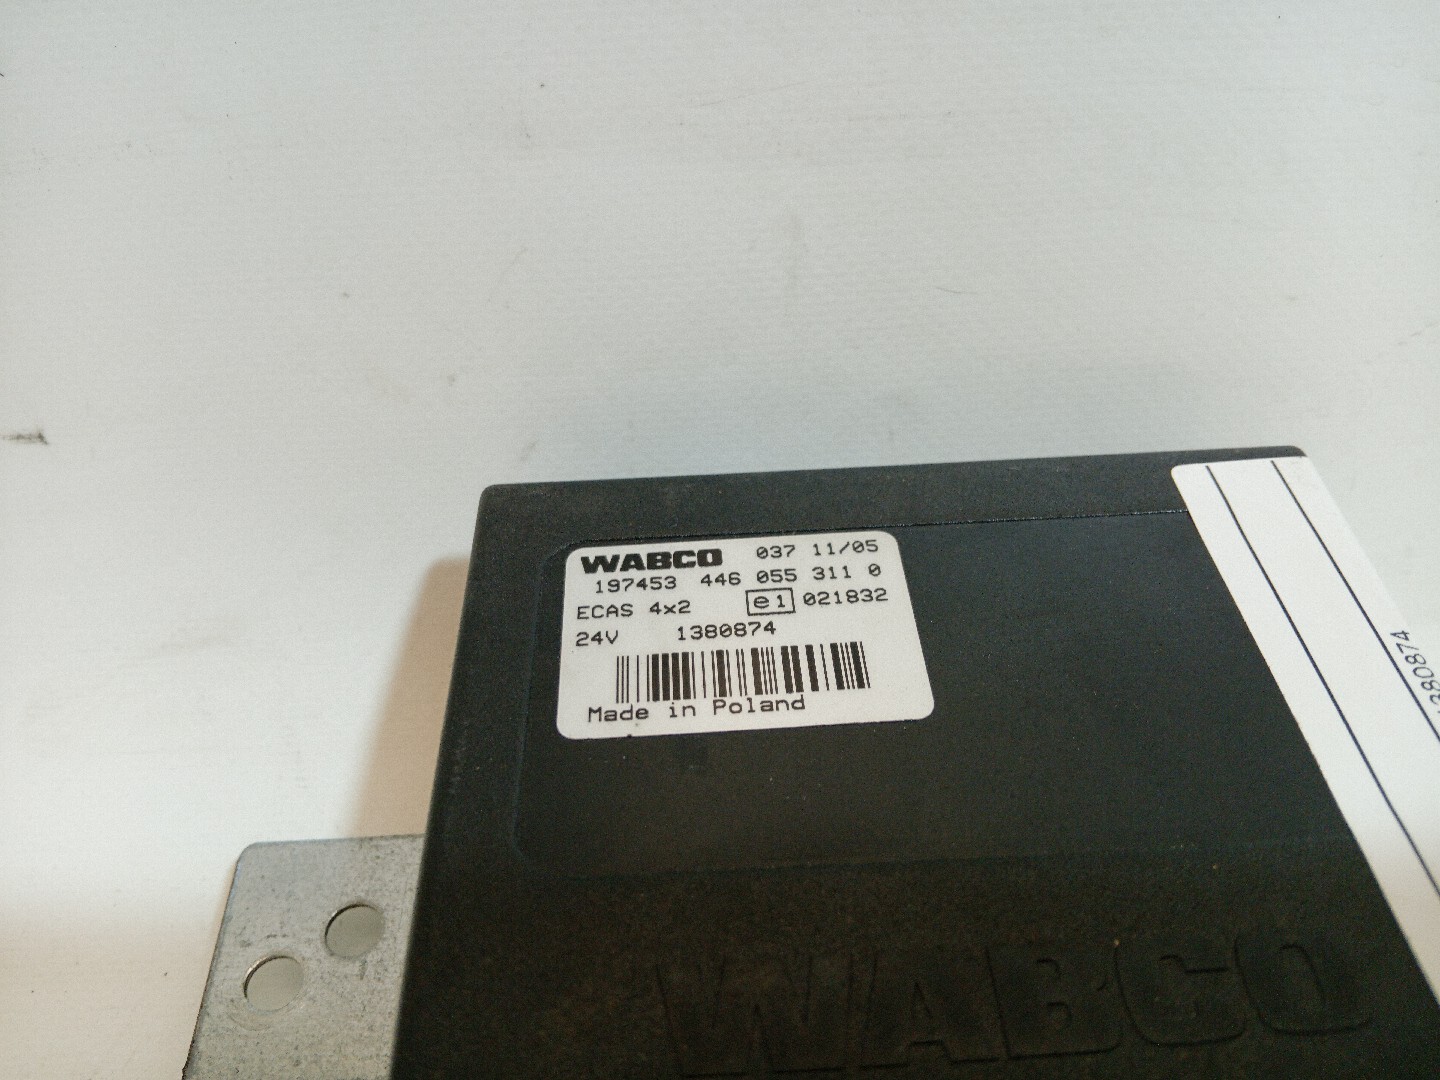 WABCO 037 11/05
197453 446 055 311 0
ECAS 4x2 e1 021832
24V 1380874
Made in Poland
WABCO
1380874